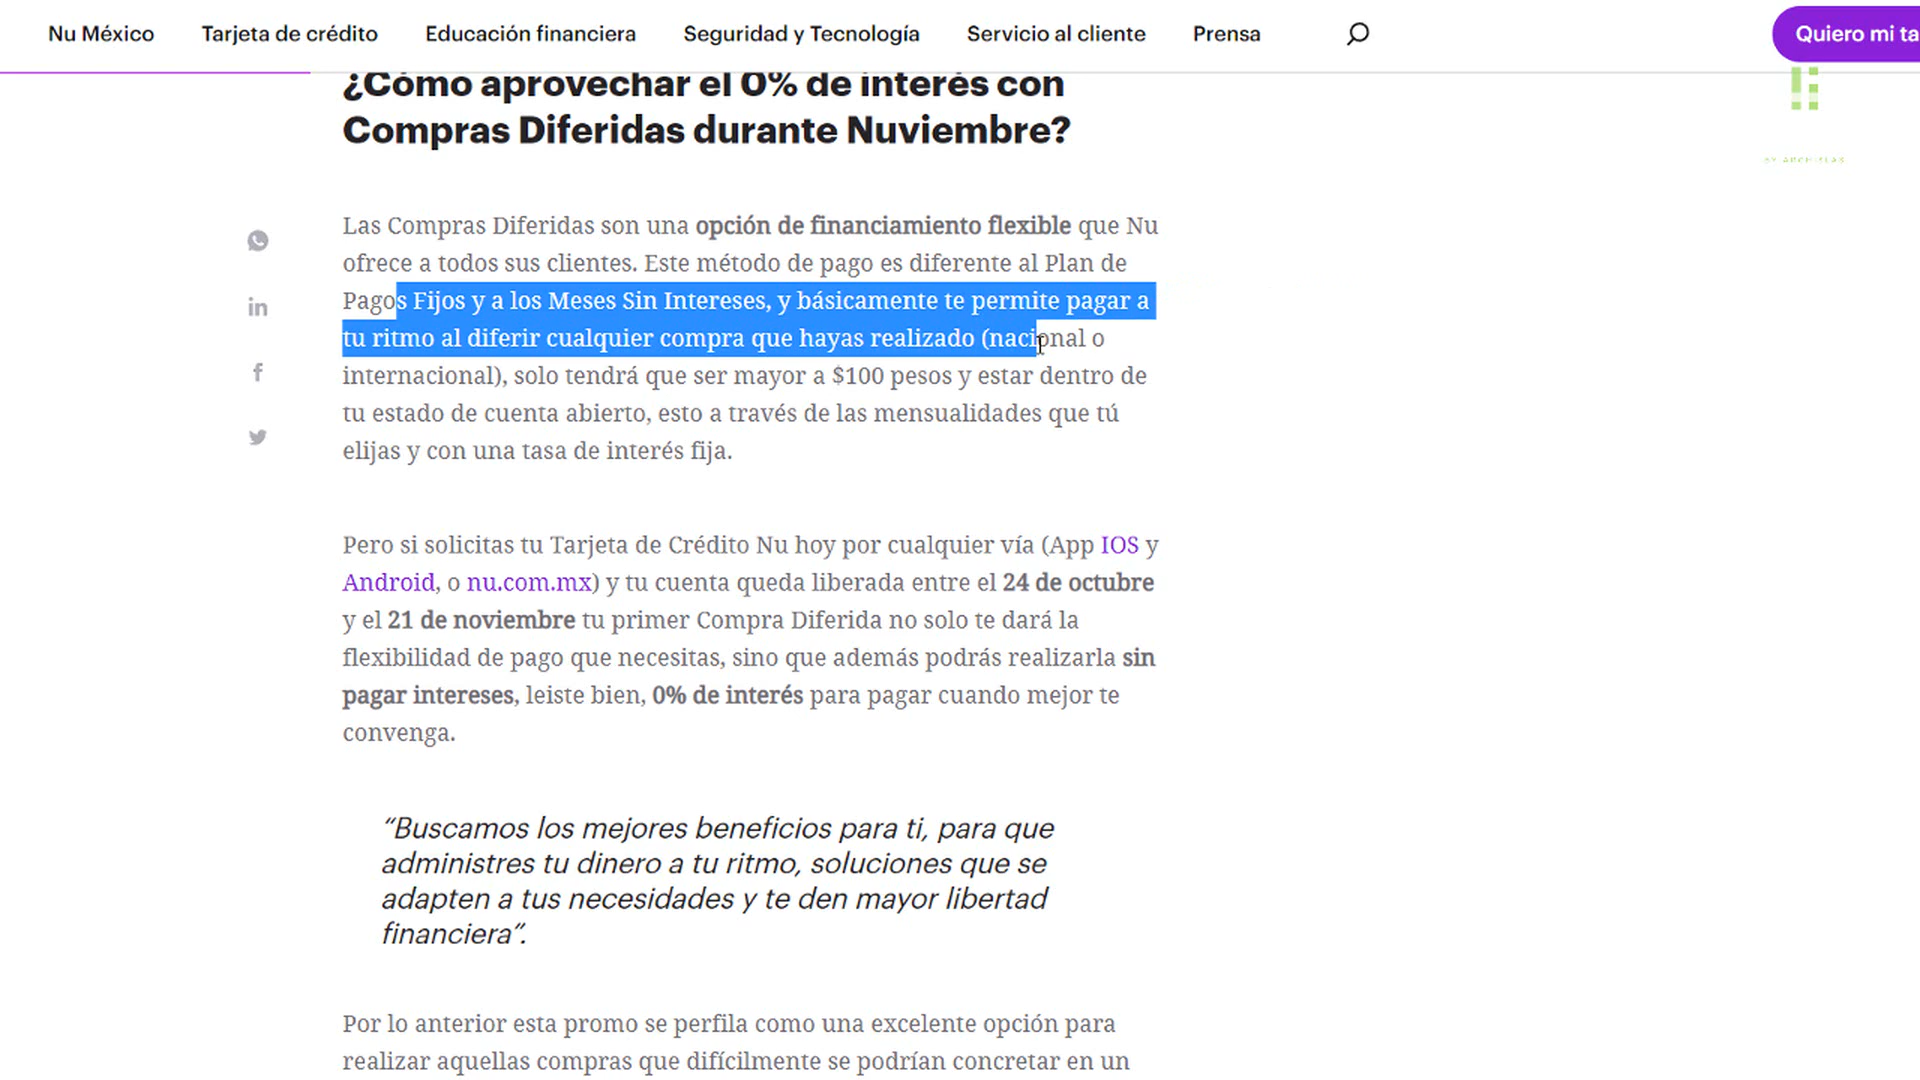 Nu México Tarjeta de crédito Educación financiera Seguridad y Tecnología Servicio al cliente Prensa Quiero mi ta
¿Cómo aprovechar el 0% de interés con
Compras Diferidas durante Nuviembre?
BY ARCHIFLAX
Las Compras Diferidas son una opción de financiamiento flexible que Nu
ofrece a todos sus clientes. Este método de pago es diferente al Plan de
Pagos Fijos y a los Meses Sin Intereses, y básicamente te permite pagar a
tu ritmo al diferir cualquier compra que hayas realizado (nacional o
internacional), solo tendrá que ser mayor a $100 pesos y estar dentro de
tu estado de cuenta abierto, esto a través de las mensualidades que tú
elijas y con una tasa de interés fija.
Pero si solicitas tu Tarjeta de Crédito Nu hoy por cualquier vía (App IOS y
Android, o nu.com.mx) y tu cuenta queda liberada entre el 24 de octubre
y el 21 de noviembre tu primer Compra Diferida no solo te dará la
flexibilidad de pago que necesitas, sino que además podrás realizarla sin
pagar intereses, leiste bien, 0% de interés para pagar cuando mejor te
convenga.
“Buscamos los mejores beneficios para ti, para que
administres tu dinero a tu ritmo, soluciones que se
adapten a tus necesidades y te den mayor libertad
financiera”.
Por lo anterior esta promo se perfila como una excelente opción para
realizar aquellas compras que difícilmente se podrían concretar en un